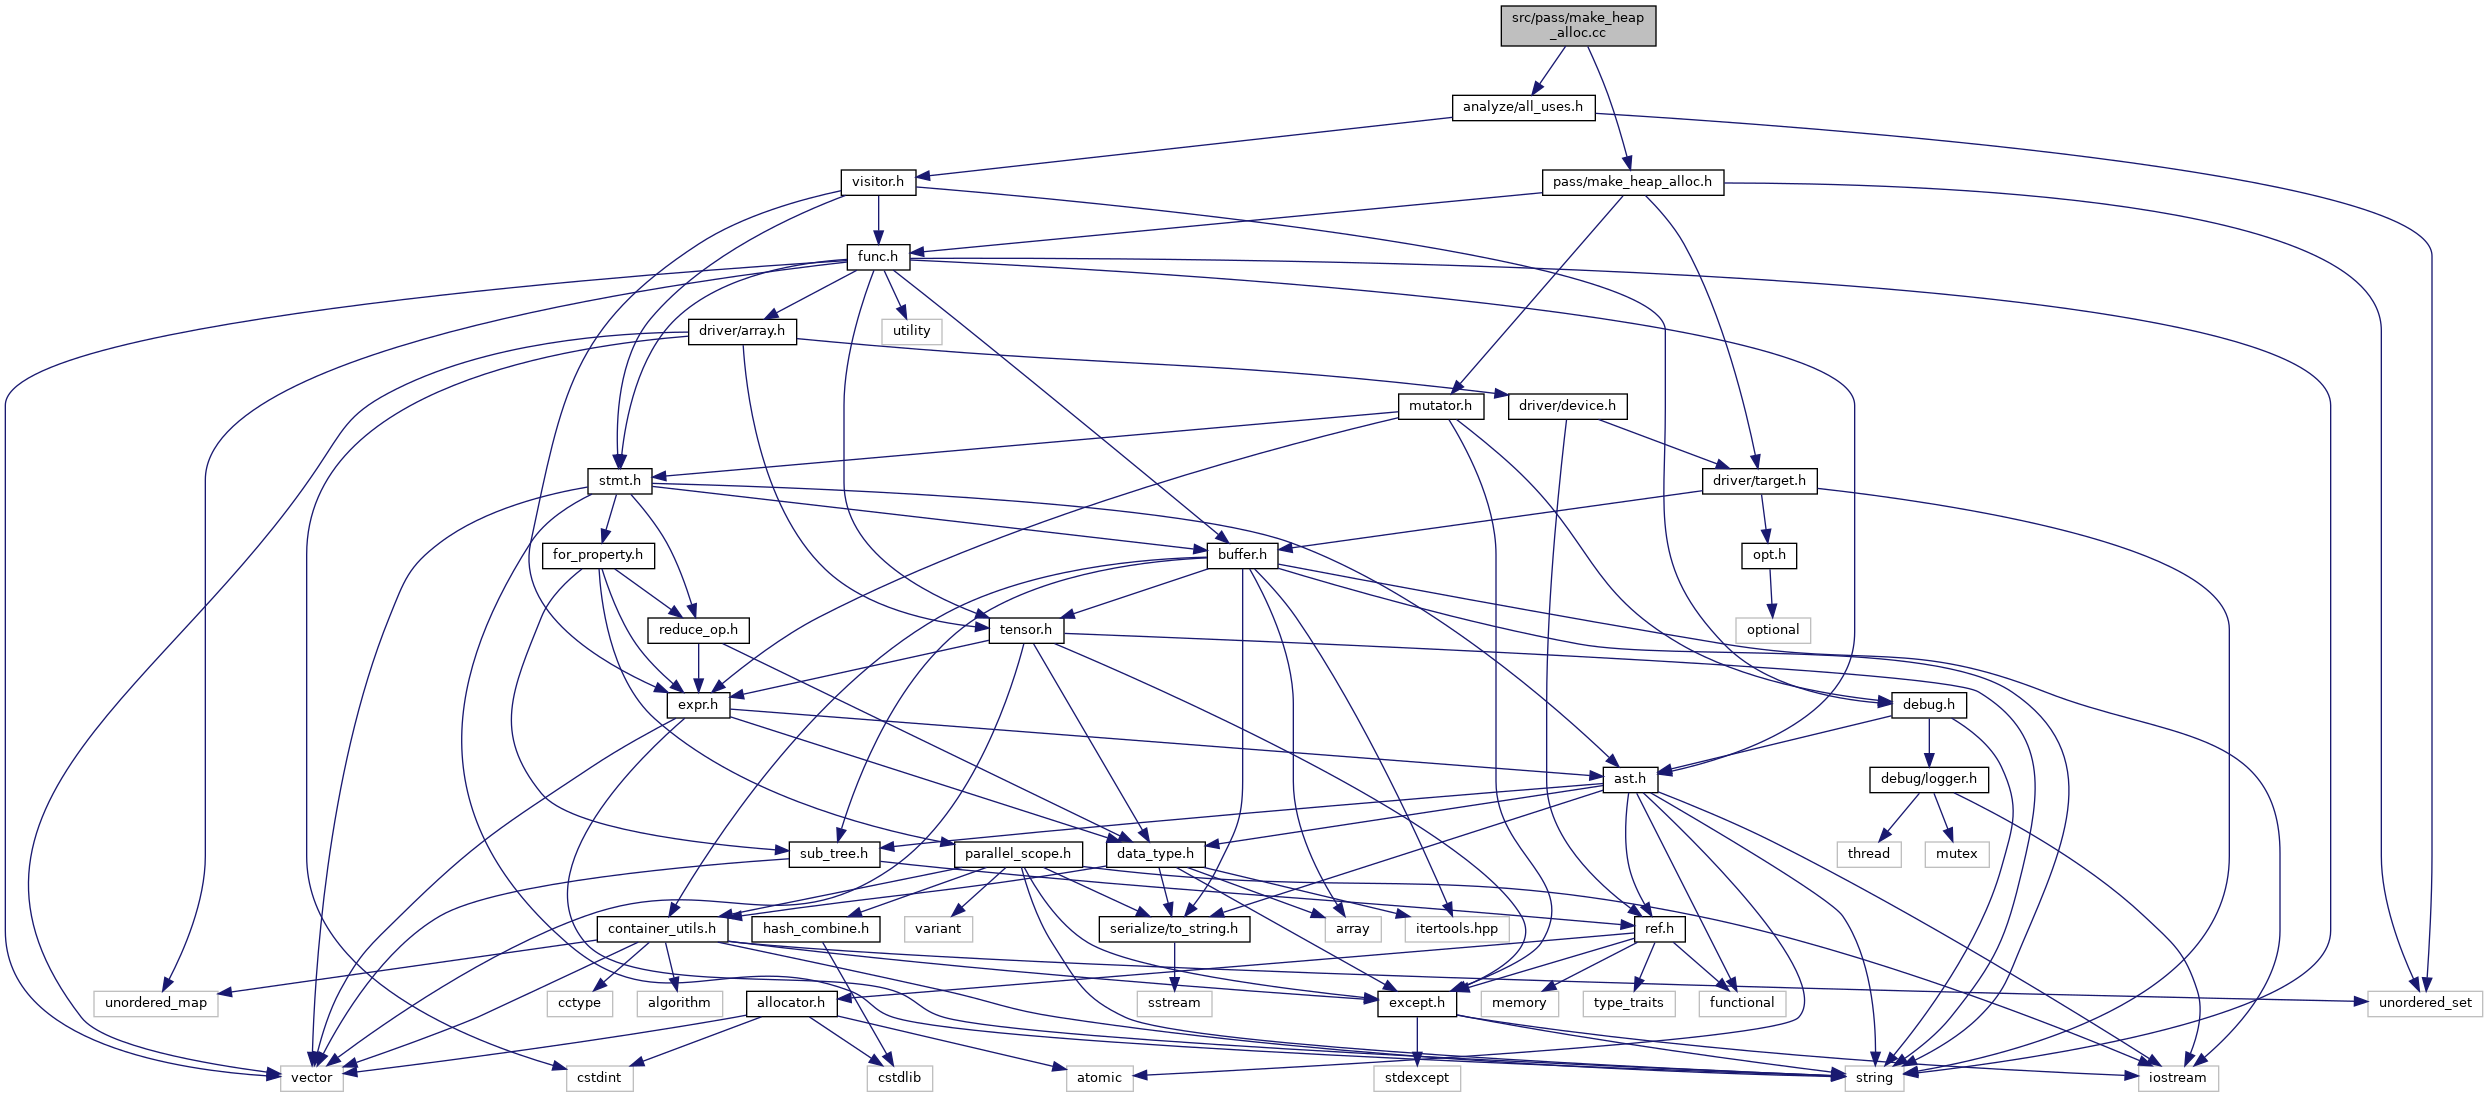 src/pass/make_heap
_alloc.cc
analyze/all_uses.h
visitor.h
pass/make_heap_alloc.h
func.h
driver/array.h
utility
mutator.h
driver/device.h
stmt.h
driver/target.h
for_property.h
buffer.h
opt.h
reduce_op.h
tensor.h
optional
expr.h
debug.h
ast.h
debug/logger.h
sub_tree.h
parallel_scope.h
data_type.h
thread
mutex
container_utils.h
hash_combine.h
variant
serialize/to_string.h
array
itertools.hpp
ref.h
unordered_map
cctype
algorithm
allocator.h
sstream
except.h
memory
type_traits
functional
unordered_set
vector
cstdint
cstdlib
atomic
stdexcept
string
iostream